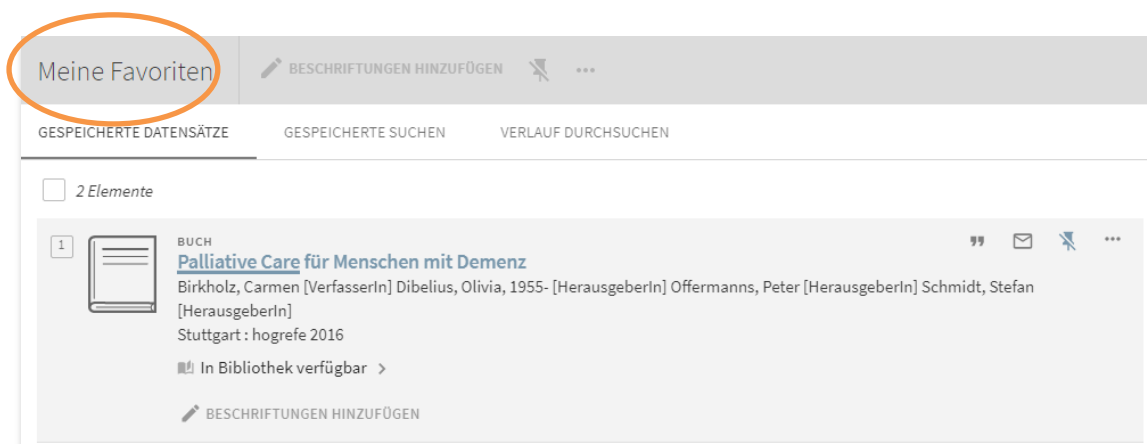 Meine Favoriten BESCHRIFTUNGEN HINZUFÜGEN
GESPEICHERTE DATENSÄTZE GESPEICHERTE SUCHEN VERLAUF DURCHSUCHEN
2 Elemente
1
BUCH
Palliative Care für Menschen mit Demenz
Birkholz, Carmen [VerfasserIn] Dibelius, Olivia, 1955- [HerausgeberIn] Offermanns, Peter [HerausgeberIn] Schmidt, Stefan
[HerausgeberIn]
Stuttgart : hogrefe 2016
In Bibliothek verfügbar
BESCHRIFTUNGEN HINZUFÜGEN